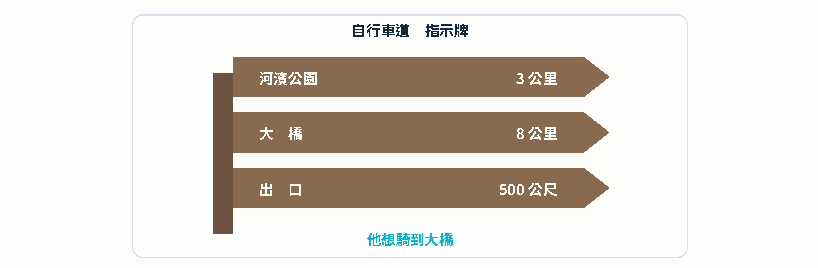 自行車道　指示牌
河濱公園　3 公里
大　橋　8 公里
出　口　500 公尺
他想騎到大橋